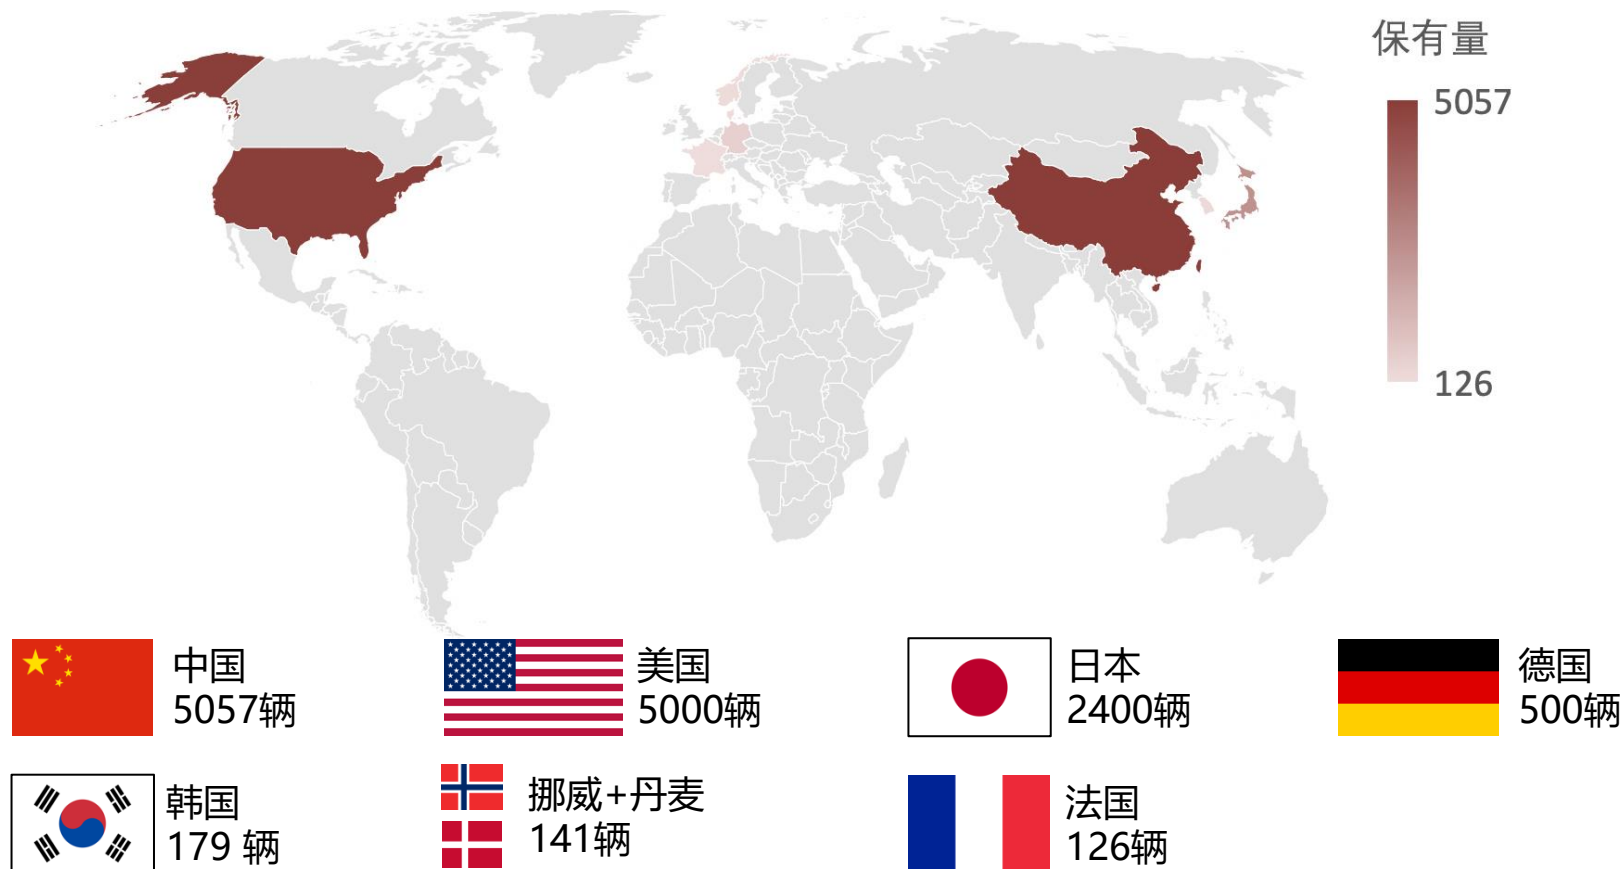 保有量
5057
126
中国
5057辆
美国
5000辆
日本
2400辆
德国
500辆
韩国
179 辆
挪威+丹麦
141辆
法国
126辆